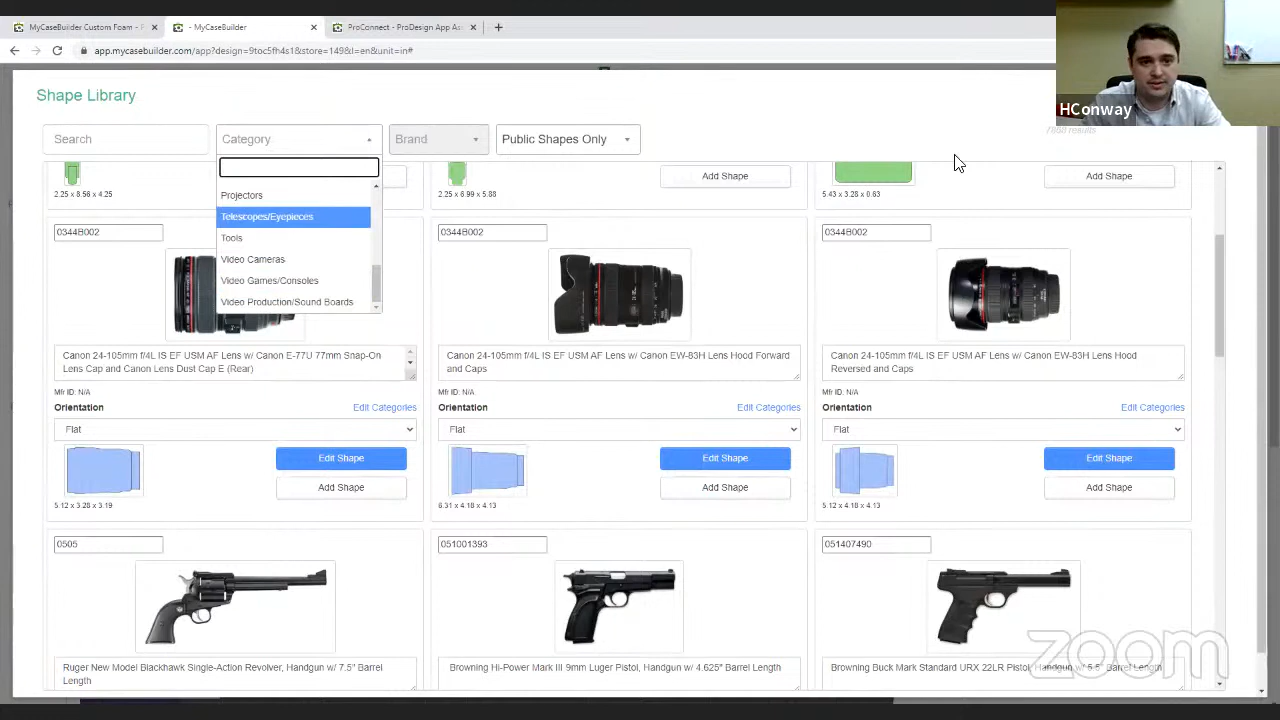 MyCaseBuilder Custom Foam - F
- MyCaseBuilder
ProConnect - ProDesign App Ass
app.mycasebuilder.com/app?design=9toc5fh4s1&store=149&l=en&unit=in#
HConway
Shape Library
Search
Category
Brand
Public Shapes Only
7868 results
Projectors
Telescopes/Eyepieces
Tools
Video Cameras
Video Games/Consoles
Video Production/Sound Boards
Add Shape
Add Shape
2.25 x 8.56 x 4.25
2.25 x 6.99 x 5.88
5.43 x 3.28 x 0.63
0344B002
0344B002
0344B002
Canon 24-105mm f/4L IS EF USM AF Lens w/ Canon E-77U 77mm Snap-On
Lens Cap and Canon Lens Dust Cap E (Rear)
Canon 24-105mm f/4L IS EF USM AF Lens w/ Canon EW-83H Lens Hood Forward
and Caps
Canon 24-105mm f/4L IS EF USM AF Lens w/ Canon EW-83H Lens Hood
Reversed and Caps
Mfr ID: N/A
Mfr ID: N/A
Mfr ID: N/A
Orientation
Edit Categories
Orientation
Edit Categories
Orientation
Edit Categories
Flat
Flat
Flat
Edit Shape
Edit Shape
Edit Shape
Add Shape
Add Shape
Add Shape
5.12 x 3.28 x 3.19
6.31 x 4.18 x 4.13
5.12 x 4.18 x 4.13
0505
051001393
051407490
Ruger New Model Blackhawk Single-Action Revolver, Handgun w/ 7.5" Barrel
Length
Browning Hi-Power Mark III 9mm Luger Pistol, Handgun w/ 4.625" Barrel Length
Browning Buck Mark Standard URX 22LR Pistol, Handgun w/ 5.5" Barrel Length
zoom